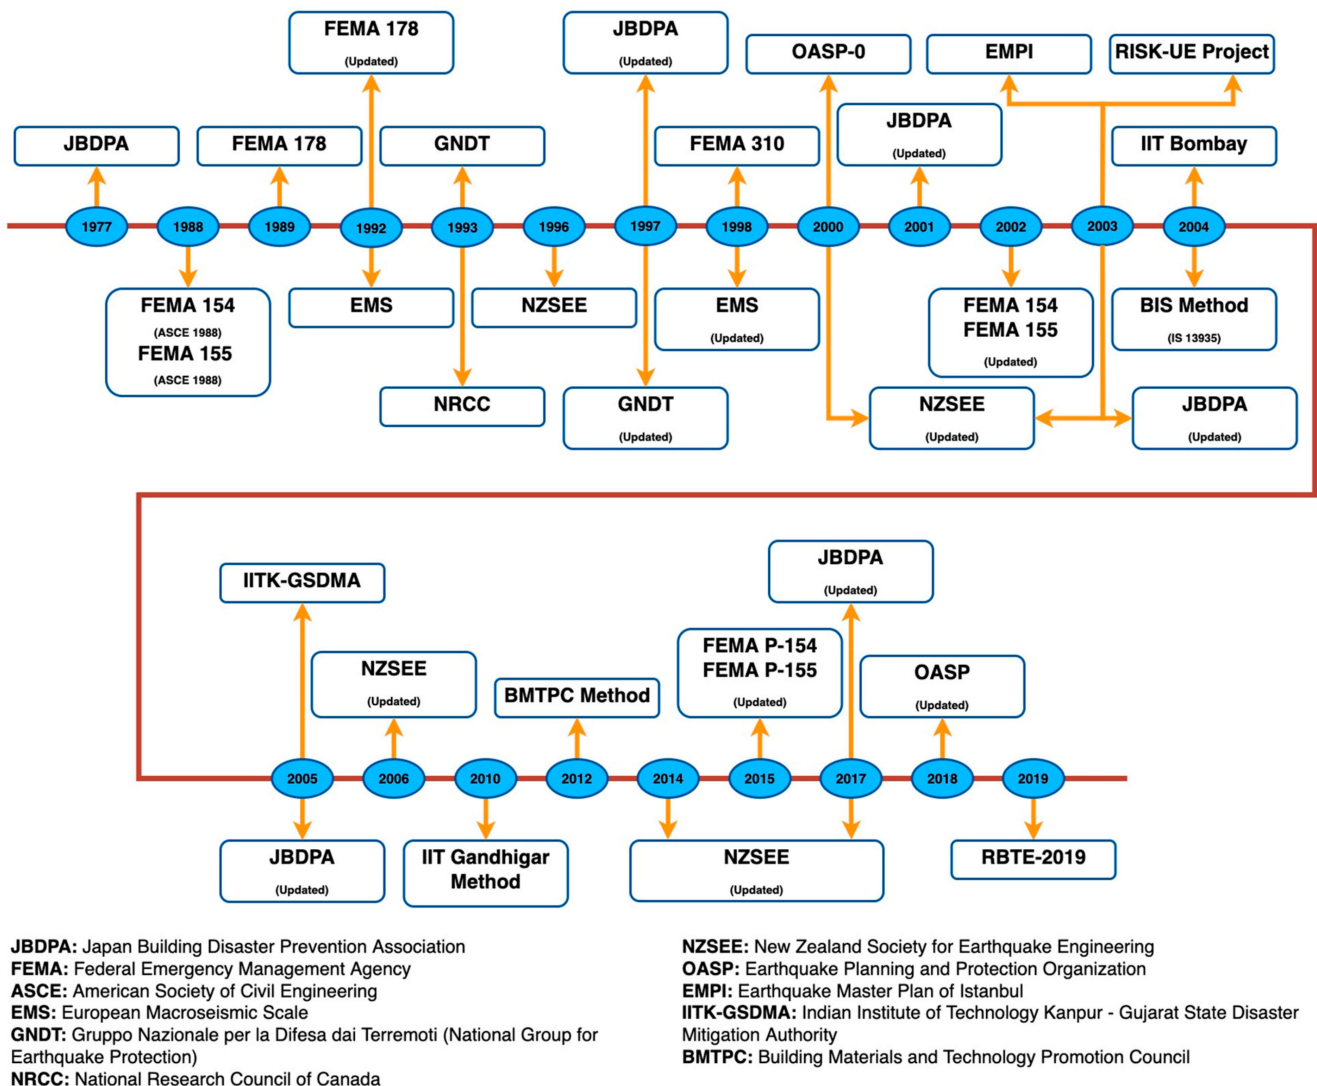 FEMA 178
(Updated)
JBDPA
(Updated)
OASP-0
EMPI
RISK-UE Project
JBDPA
FEMA 178
GNDT
FEMA 310
JBDPA
(Updated)
IIT Bombay
1977
1988
1989
1992
1993
1996
1997
1998
2000
2001
2002
2003
2004
FEMA 154
(ASCE 1988)
FEMA 155
(ASCE 1988)
EMS
NZSEE
EMS
(Updated)
FEMA 154
FEMA 155
(Updated)
BIS Method
(IS 13935)
NRCC
GNDT
(Updated)
NZSEE
(Updated)
JBDPA
(Updated)
IITK-GSDMA
NZSEE
(Updated)
BMTPC Method
FEMA P-154
FEMA P-155
(Updated)
JBDPA
(Updated)
OASP
(Updated)
2005
2006
2010
2012
2014
2015
2017
2018
2019
JBDPA
(Updated)
IIT Gandhigar
Method
NZSEE
(Updated)
RBTE-2019
JBDPA: Japan Building Disaster Prevention Association
FEMA: Federal Emergency Management Agency
ASCE: American Society of Civil Engineering
EMS: European Macroseismic Scale
GNDT: Gruppo Nazionale per la Difesa dai Terremoti (National Group for
Earthquake Protection)
NRCC: National Research Council of Canada
NZSEE: New Zealand Society for Earthquake Engineering
OASP: Earthquake Planning and Protection Organization
EMPI: Earthquake Master Plan of Istanbul
IITK-GSDMA: Indian Institute of Technology Kanpur - Gujarat State Disaster
Mitigation Authority
BMTPC: Building Materials and Technology Promotion Council